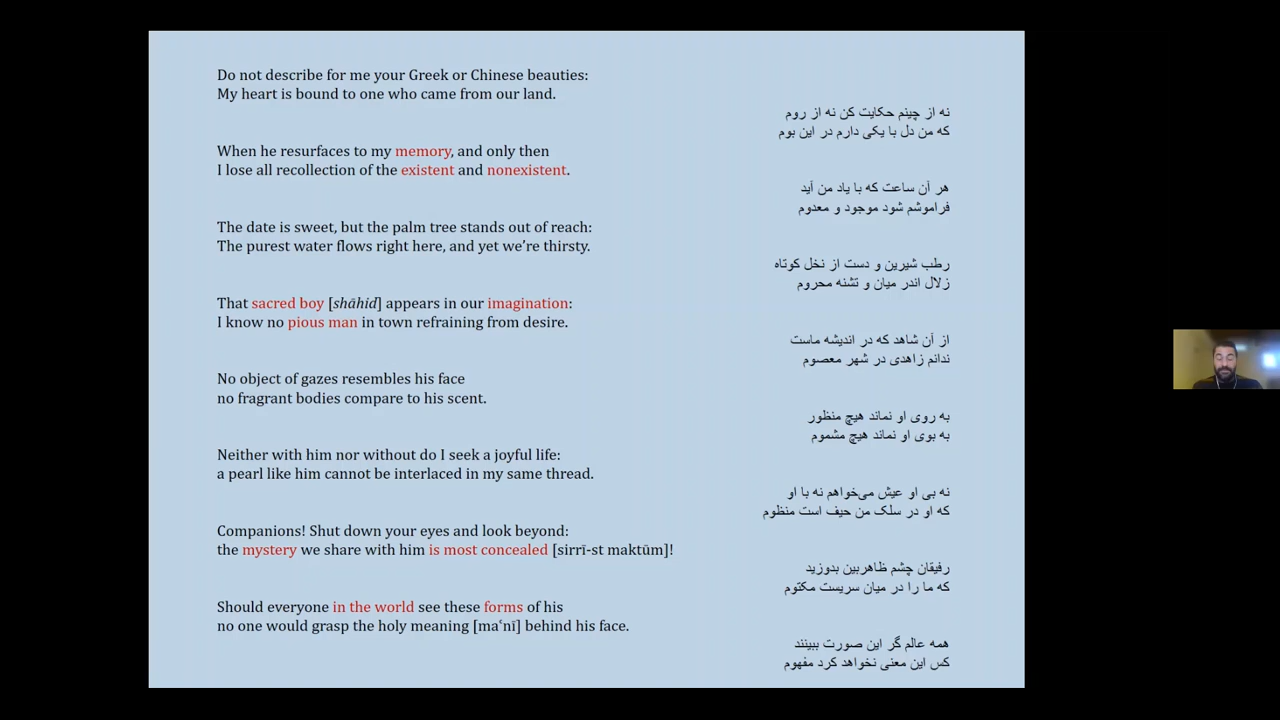 Do not describe for me your Greek or Chinese beauties:
My heart is bound to one who came from our land.
When he resurfaces to my memory, and only then
I lose all recollection of the existent and nonexistent.
The date is sweet, but the palm tree stands out of reach:
The purest water flows right here, and yet we’re thirsty.
That sacred boy [shāhid] appears in our imagination:
I know no pious man in town refraining from desire.
No object of gazes resembles his face
no fragrant bodies compare to his scent.
Neither with him nor without do I seek a joyful life:
a pearl like him cannot be interlaced in my same thread.
Companions! Shut down your eyes and look beyond:
the mystery we share with him is most concealed [sirrī-st maktūm]!
Should everyone in the world see these forms of his
no one would grasp the holy meaning [maʿnī] behind his face.
نه از چینم حکایت کن نه از روم
که من دل با یکی دارم در این بوم
هر آن ساعت که با یاد من آید
فراموشم شود موجود و معدوم
رطب شیرین و دست از نخل کوتاه
زلال اندر میان و تشنه محروم
از آن شاهد که در اندیشه ماست
ندانم زاهدی در شهر معصوم
به روی او نماند هیچ منظور
به بوی او نماند هیچ مشموم
نه بی او عیش می‌خواهم نه با او
که او در سلک من حیف است منظوم
رفیقان چشم ظاهربین بدوزید
که ما را در میان سریست مکتوم
همه عالم گر این صورت ببینند
کس این معنی نخواهد کرد مفهوم